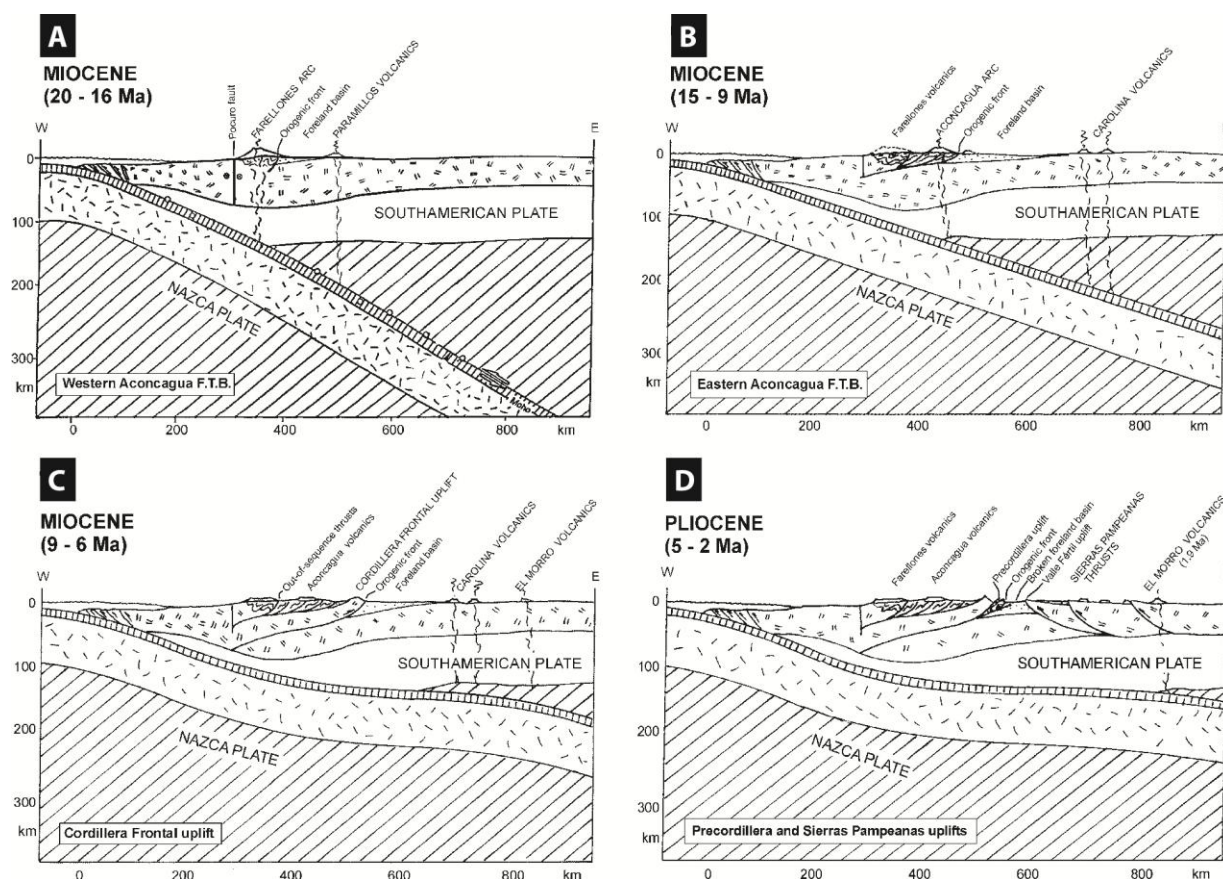 A
MIOCENE
(20 - 16 Ma)
Pocuro fault
FARELLONES ARC
Orogenic front
Foreland basin
PARAMILLOS VOLCANICS
W
0
100
200
300
km
SOUTHAMERICAN PLATE
NAZCA PLATE
Moho
Western Aconcagua F.T.B.
0
200
400
600
800
km
B
MIOCENE
(15 - 9 Ma)
Farellones volcanics
ACONCAGUA ARC
Orogenic front
Foreland basin
CAROLINA VOLCANICS
W
E
0
100
200
300
km
SOUTHAMERICAN PLATE
NAZCA PLATE
Eastern Aconcagua F.T.B.
0
200
400
600
800
km
C
MIOCENE
(9 - 6 Ma)
Out-of-sequence thrusts
Aconcagua volcanics
CORDILLERA FRONTAL UPLIFT
Orogenic front
Foreland basin
CAROLINA VOLCANICS
EL MORRO VOLCANICS
W
E
0
100
200
300
km
SOUTHAMERICAN PLATE
NAZCA PLATE
Cordillera Frontal uplift
0
200
400
600
800
km
D
PLIOCENE
(5 - 2 Ma)
Farellones volcanics
Aconcagua volcanics
Precordillera uplift
Orogenic front
Broken foreland basin
Valle Fértil uplift
SIERRAS PAMPEANAS
THRUSTS
EL MORRO VOLCANICS
(1.9 Ma)
W
0
100
200
300
km
SOUTHAMERICAN PLATE
NAZCA PLATE
Precordillera and Sierras Pampeanas uplifts
0
200
400
600
800
km